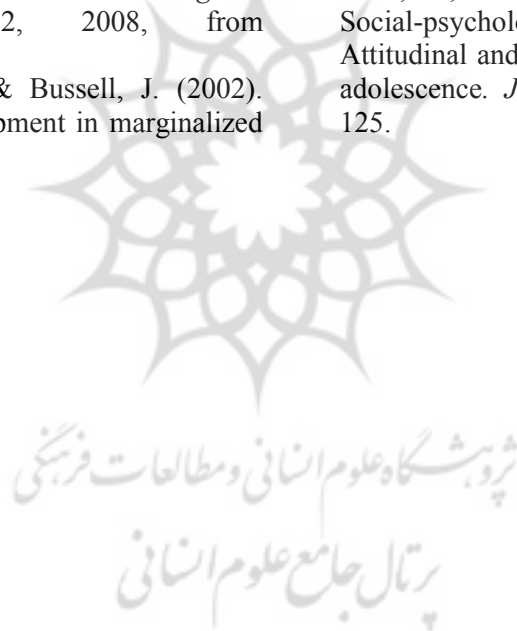 2, 2008, from
& Bussell, J. (2002).
pment in marginalized
Social-psychol
Attitudinal and
adolescence. J
125.
پژوهشگاه علوم انسانی و مطالعات فرهنگی
پرتال جامع علوم انسانی